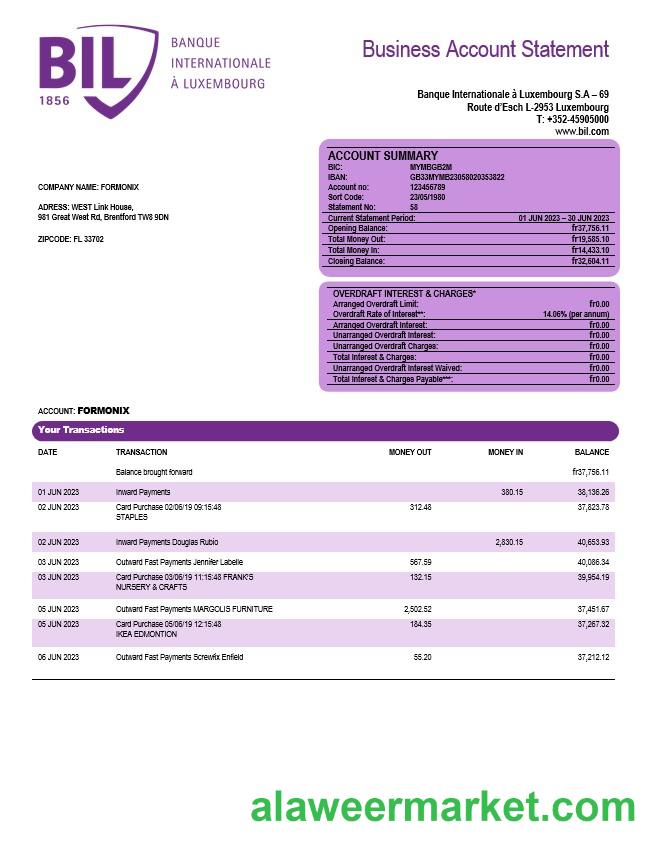 BIL
1856
BANQUE
INTERNATIONALE
À LUXEMBOURG
Business Account Statement
Banque Internationale à Luxembourg S.A – 69
Route d'Esch L-2953 Luxembourg
T: +352-45905000
www.bil.com
COMPANY NAME: FORMONIX
ADRESS: WEST Link House,
981 Great West Rd, Brentford TW8 9DN
ZIPCODE: FL 33702
ACCOUNT SUMMARY
BIC: MYMBGB2M
IBAN: GB33MYMB23058020353822
Account no: 123456789
Sort Code: 23/05/1980
Statement No: 58
Current Statement Period: 01 JUN 2023 – 30 JUN 2023
Opening Balance: fr37,756.11
Total Money Out: fr19,585.10
Total Money In: fr14,433.10
Closing Balance: fr32,604.11
OVERDRAFT INTEREST & CHARGES*
Arranged Overdraft Limit: fr0.00
Overdraft Rate of Interest**: 14.06% (per annum)
Arranged Overdraft Interest: fr0.00
Unarranged Overdraft Interest: fr0.00
Unarranged Overdraft Charges: fr0.00
Total Interest & Charges: fr0.00
Unarranged Overdraft Interest Waived: fr0.00
Total Interest & Charges Payable***: fr0.00
ACCOUNT: FORMONIX
Your Transactions
DATE TRANSACTION MONEY OUT MONEY IN BALANCE
Balance brought forward fr37,756.11
01 JUN 2023 Inward Payments 380.15 38,136.26
02 JUN 2023 Card Purchase 02/06/19 09:15:48 312.48 37,823.78
STAPLES
02 JUN 2023 Inward Payments Douglas Rubio 2,830.15 40,653.93
03 JUN 2023 Outward Fast Payments Jennifer Labelle 567.59 40,086.34
03 JUN 2023 Card Purchase 03/06/19 11:15:48 FRANK'S 132.15 39,954.19
NURSERY & CRAFTS
05 JUN 2023 Outward Fast Payments MARGOLIS FURNITURE 2,502.52 37,451.67
05 JUN 2023 Card Purchase 05/06/19 12:15:48 184.35 37,267.32
IKEA EDMONTION
06 JUN 2023 Outward Fast Payments Screwfix Enfield 55.20 37,212.12
alaweermarket.com